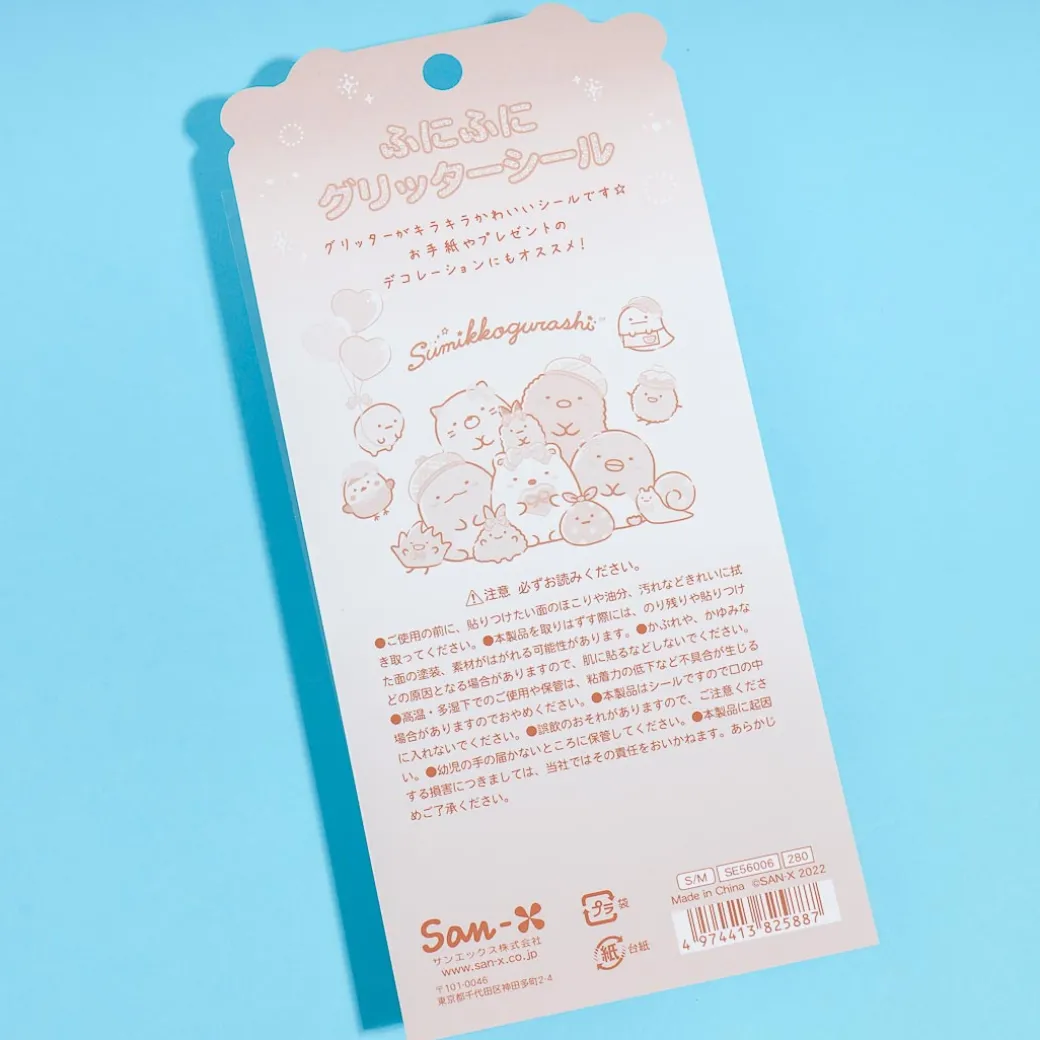 ふにふに
グリッターシール
グリッターがキラキラかわいいシールです☆
お手紙やプレゼントの
デコレーションにもオススメ!
Sumikkogurashi™
⚠注意 必ずお読みください。
●ご使用の前に、貼りつけたい面のほこりや油分、汚れなどきれいに拭
き取ってください。●本製品を取りはずす際には、のり残りや貼りつけ
た面の塗装、素材がはがれる可能性があります。●かぶれや、かゆみな
どの原因となる場合がありますので、肌に貼るなどしないでください。
●高温・多湿下でのご使用や保管は、粘着力の低下など不具合が生じる
場合がありますのでおやめください。●本製品はシールですので口の中
に入れないでください。●誤飲のおそれがありますので、ご注意くださ
い。●幼児の手の届かないところに保管してください。●本製品に起因
する損害につきましては、当社ではその責任をおいかねます。あらかじ
めご了承ください。
S/M SE56006 280
Made in China ©SAN-X 2022
4 974413 825887
プラ 袋
紙 台紙
San-X
サンエックス株式会社
www.san-x.co.jp
〒101-0046
東京都千代田区神田多町2-4